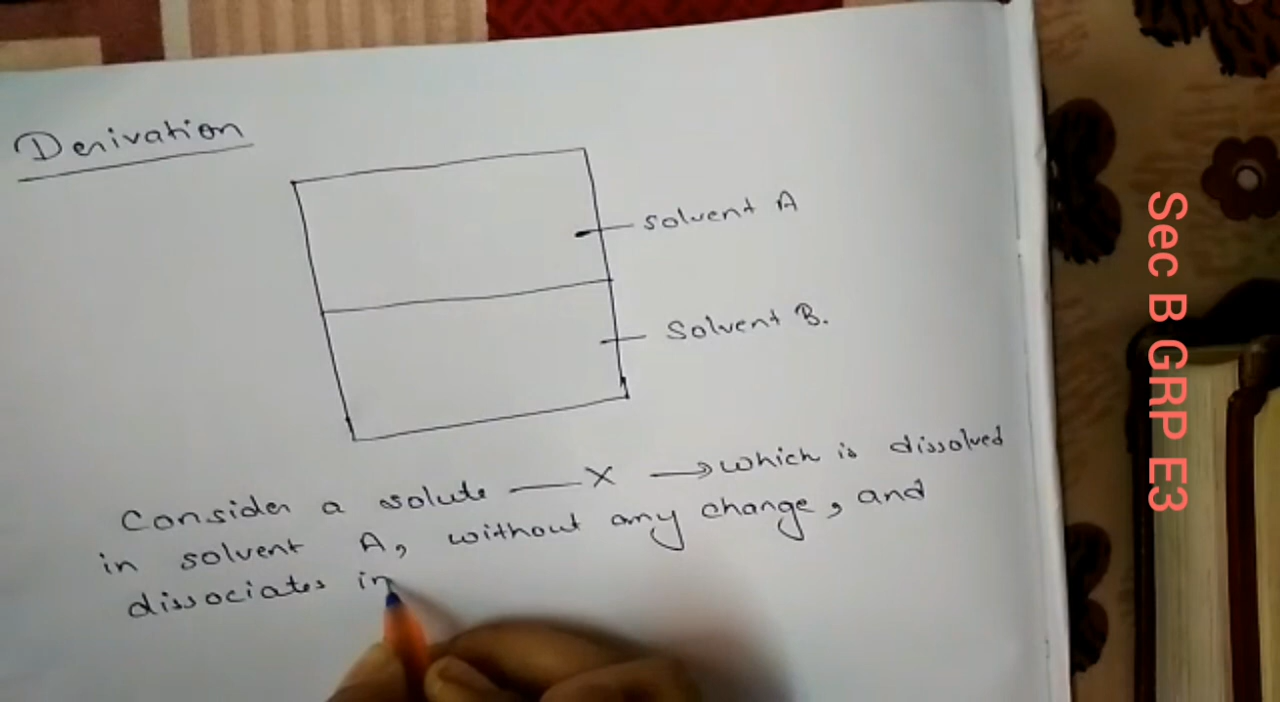 Derivation
solvent A
Solvent B.
Consider a solute — X → which is dissolved
in solvent A, without any change, and
dissociates in
Sec B GRP E3